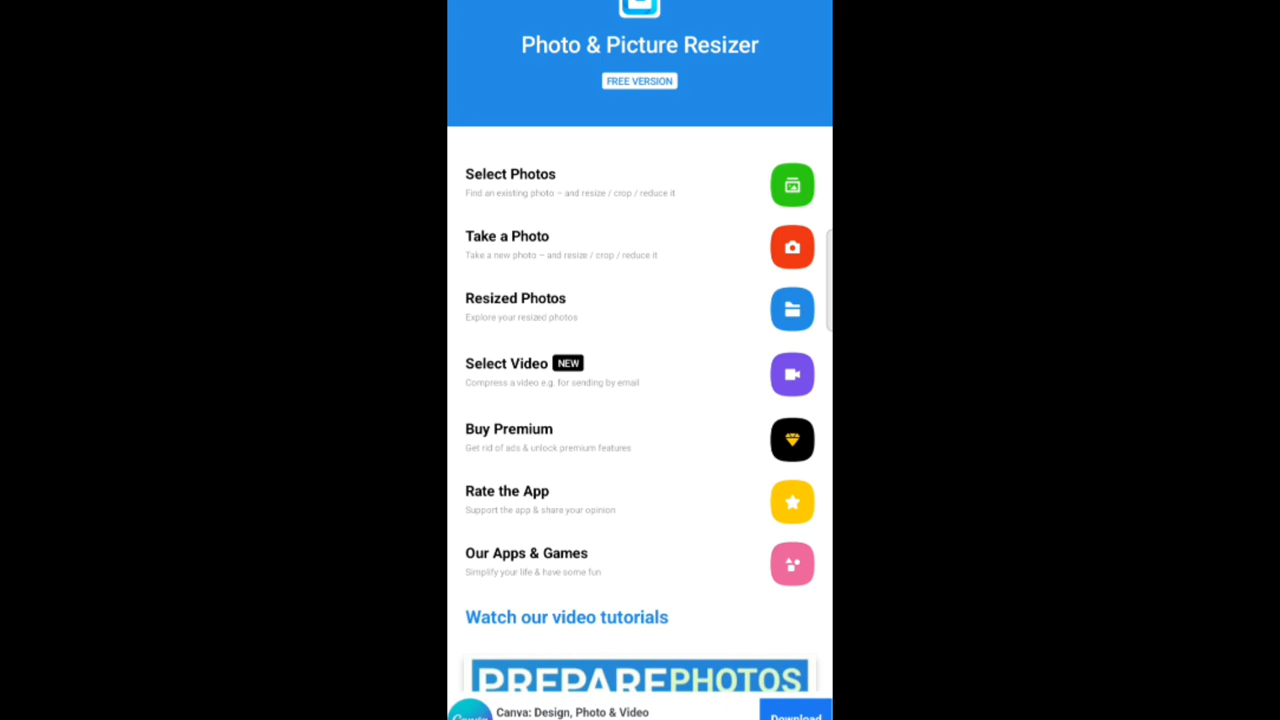 Photo & Picture Resizer
FREE VERSION
Select Photos
Find an existing photo – and resize / crop / reduce it
Take a Photo
Take a new photo – and resize / crop / reduce it
Resized Photos
Explore your resized photos
Select Video NEW
Compress a video e.g. for sending by email
Buy Premium
Get rid of ads & unlock premium features
Rate the App
Support the app & share your opinion
Our Apps & Games
Simplify your life & have some fun
Watch our video tutorials
PREPAREPHOTOS
Canva
Canva: Design, Photo & Video
Download